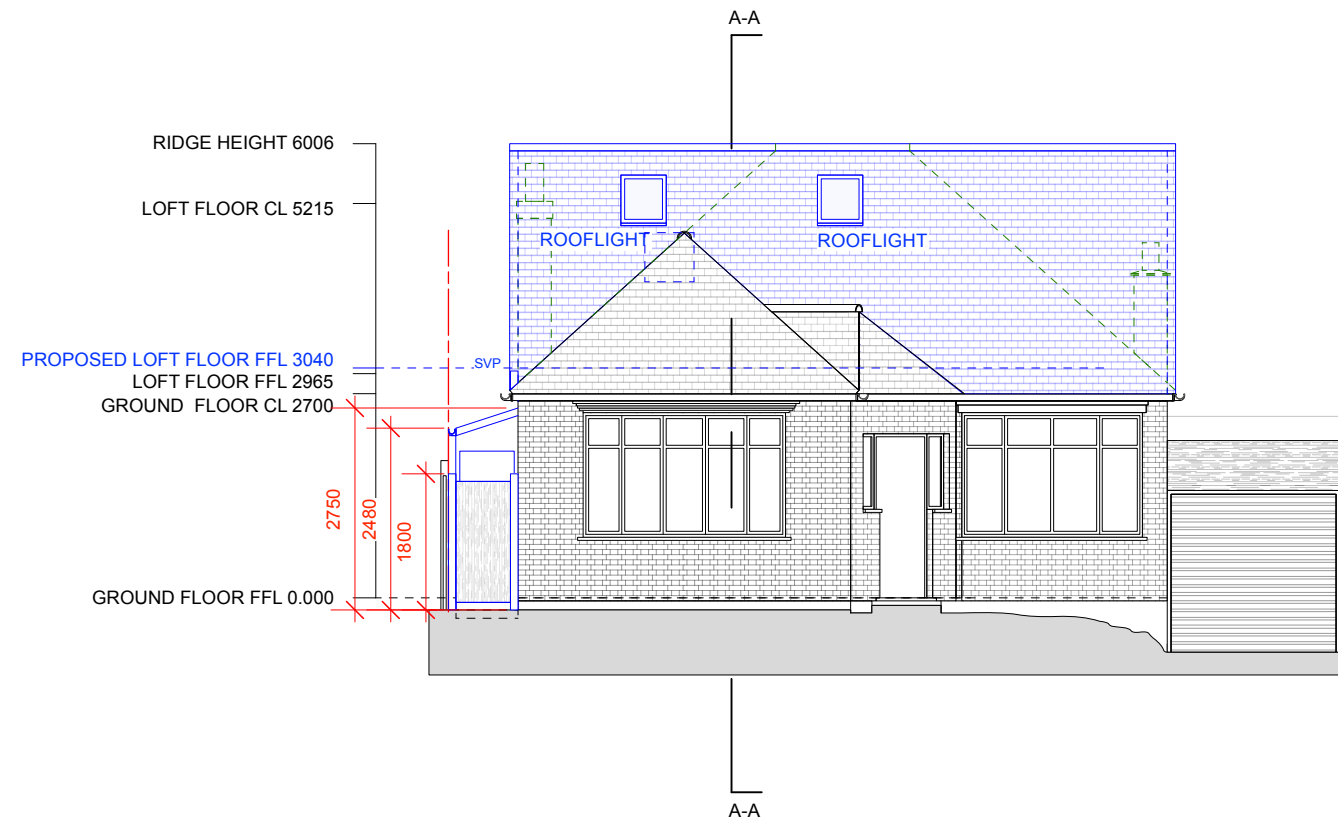 A-A
RIDGE HEIGHT 6006
LOFT FLOOR CL 5215
ROOFLIGHT
ROOFLIGHT
PROPOSED LOFT FLOOR FFL 3040
SVP
LOFT FLOOR FFL 2965
GROUND FLOOR CL 2700
2750
2480
1800
GROUND FLOOR FFL 0.000
A-A